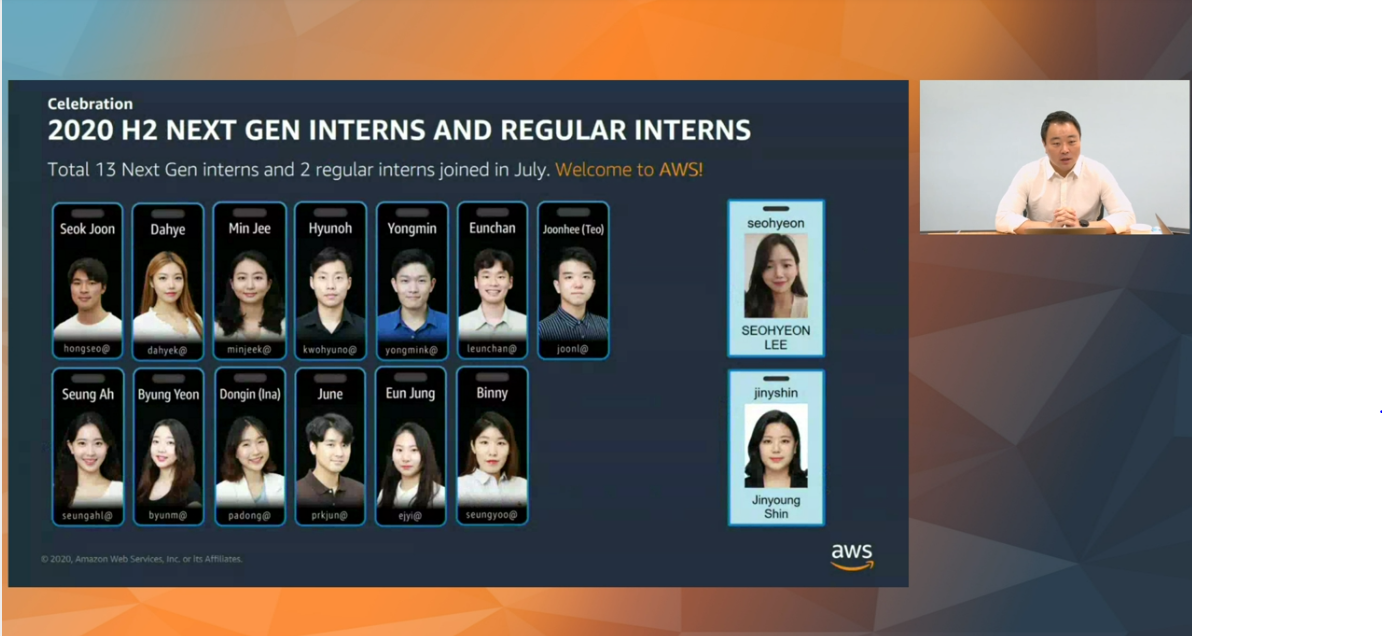 Celebration
2020 H2 NEXT GEN INTERNS AND REGULAR INTERNS
Total 13 Next Gen interns and 2 regular interns joined in July. Welcome to AWS!
Seok Joon
hongseo@
Dahye
dahyek@
Min Jee
minjeek@
Hyunoh
kwohyuno@
Yongmin
yongmink@
Eunchan
leunchan@
Joonhee (Teo)
joonl@
seohyeon
SEOHYEON
LEE
Seung Ah
seungahl@
Byung Yeon
byunm@
Dongin (Ina)
padong@
June
prkjun@
Eun Jung
ejyi@
Binny
seungyoo@
jinyshin
Jinyoung
Shin
© 2020, Amazon Web Services, Inc. or its Affiliates.
aws